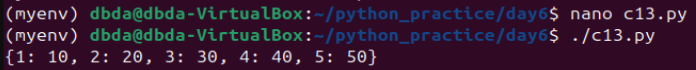 (myenv) dbda@dbda-VirtualBox:~/python_practice/day6$ nano c13.py
(myenv) dbda@dbda-VirtualBox:~/python_practice/day6$ ./c13.py
{1: 10, 2: 20, 3: 30, 4: 40, 5: 50}